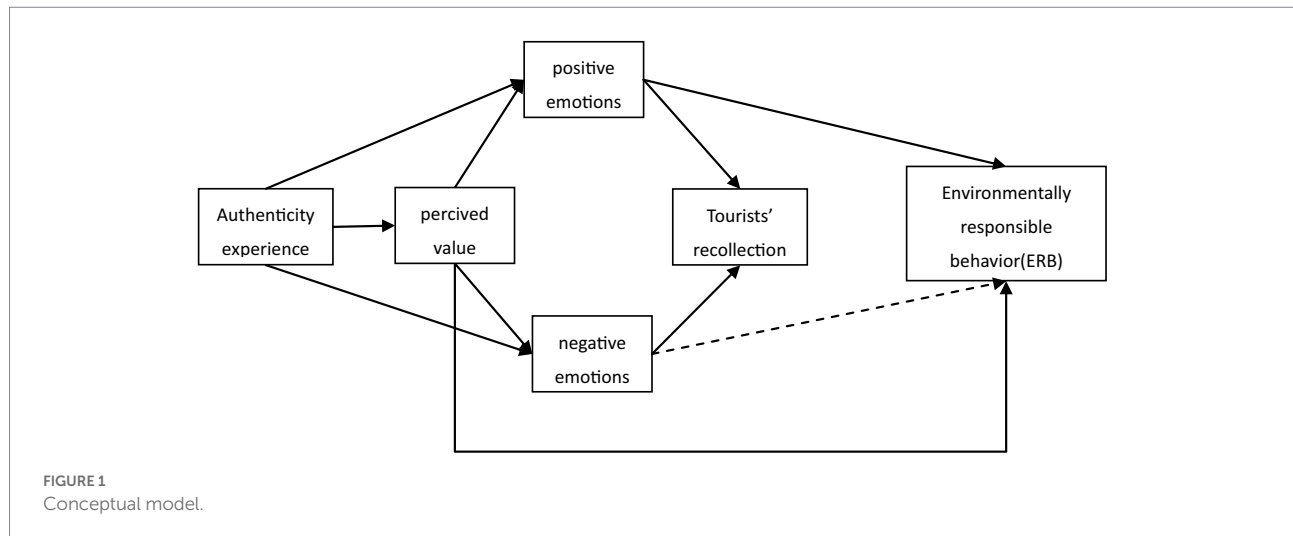 positive
emotions
Authenticity
experience
percived
value
Tourists'
recollection
Environmentally
responsible
behavior(ERB)
negative
emotions
FIGURE 1
Conceptual model.